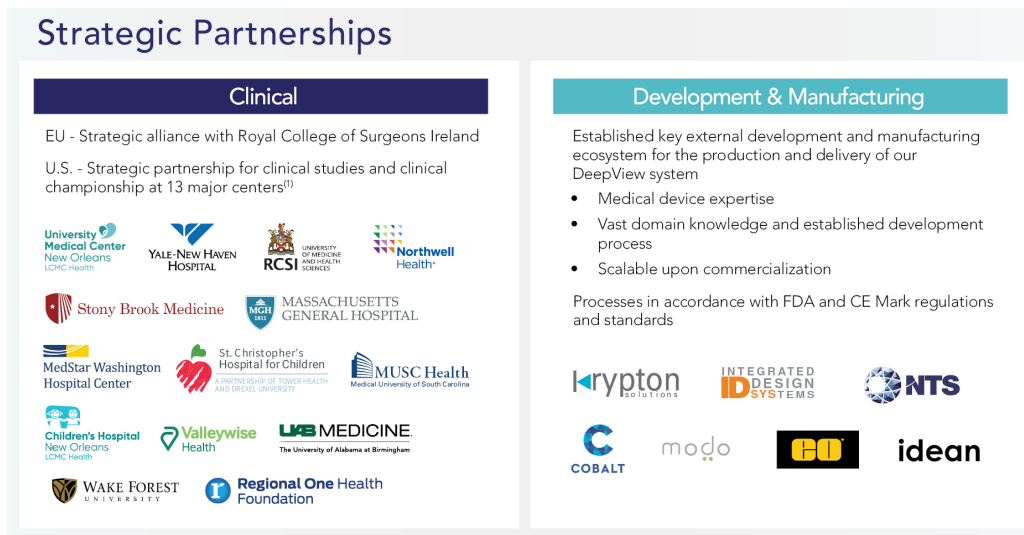 Strategic Partnerships
Clinical
EU - Strategic alliance with Royal College of Surgeons Ireland
U.S. - Strategic partnership for clinical studies and clinical
championship at 13 major centers(1)
University
Medical Center
New Orleans
LCMC Health
YALE-NEW HAVEN
HOSPITAL
RCSI
UNIVERSITY
OF MEDICINE
AND HEALTH
SCIENCES
Northwell
Health
Stony Brook Medicine
MGH
1811
MASSACHUSETTS
GENERAL HOSPITAL
MedStar Washington
Hospital Center
St. Christopher's
Hospital for Children
A PARTNERSHIP OF TOWER HEALTH
AND DREXEL UNIVERSITY
MUSC Health
Medical University of South Carolina
Children's Hospital
New Orleans
LCMC Health
Valleywise
Health
UAB MEDICINE.
The University of Alabama at Birmingham
WAKE FOREST
UNIVERSITY
r
Regional One Health
Foundation
Development & Manufacturing
Established key external development and manufacturing
ecosystem for the production and delivery of our
DeepView system
• Medical device expertise
• Vast domain knowledge and established development
process
• Scalable upon commercialization
Processes in accordance with FDA and CE Mark regulations
and standards
krypton
solutions
INTEGRATED
ID DESIGN
SYSTEMS
NTS
COBALT
modo
eo
idean